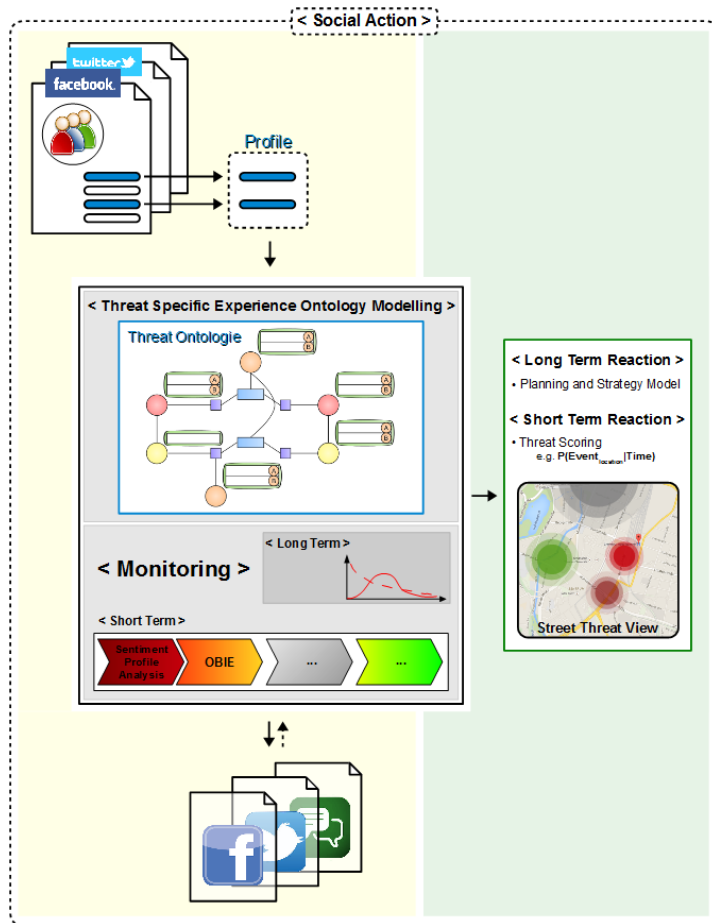 < Social Action >
twitter
facebook.
Profile
< Threat Specific Experience Ontology Modelling >
Threat Ontologie
A
B
A
B
A
B
A
B
A
B
< Long Term Reaction >
• Planning and Strategy Model
< Short Term Reaction >
• Threat Scoring
e.g. P(Event location|Time)
Street Threat View
< Monitoring >
< Long Term >
< Short Term >
Sentiment
Profile
Analysis
OBIE
...
...
f